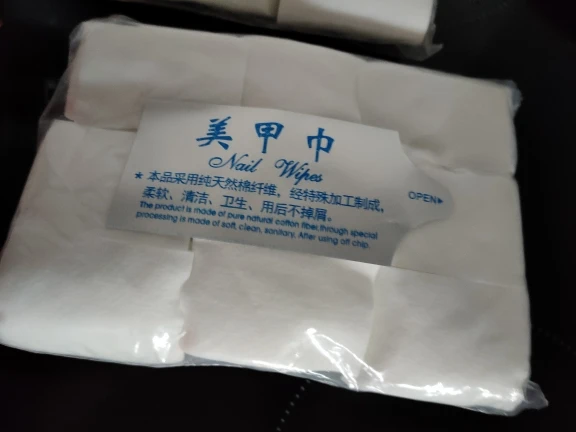 美甲巾
Nail Wipes
★ 本品采用纯天然棉纤维，经特殊加工制成，
柔软、清洁、卫生、用后不掉屑。
The product is made of pure natural cotton fiber,through special
processing is made of soft, clean, sanitary. After using off chip.
OPEN▶